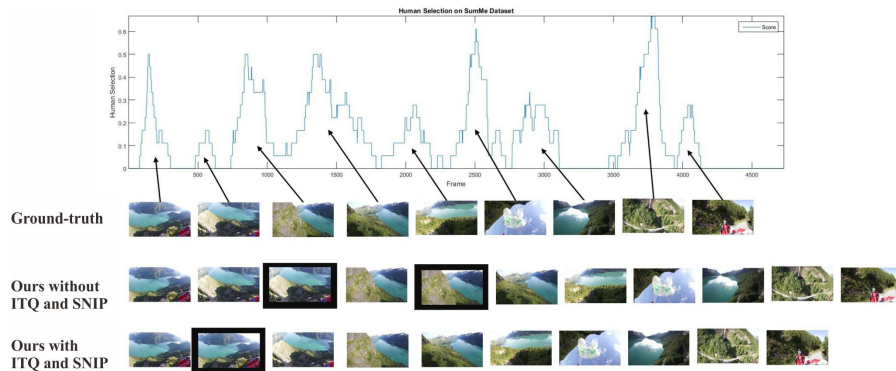 Human Selection on SumMe Dataset
Score
Human Selection
0.6
0.5
0.4
0.3
0.2
0.1
0
500
1000
1500
2000
2500
3000
3500
4000
4500
Frame
Ground-truth
Ours without
ITQ and SNIP
Ours with
ITQ and SNIP